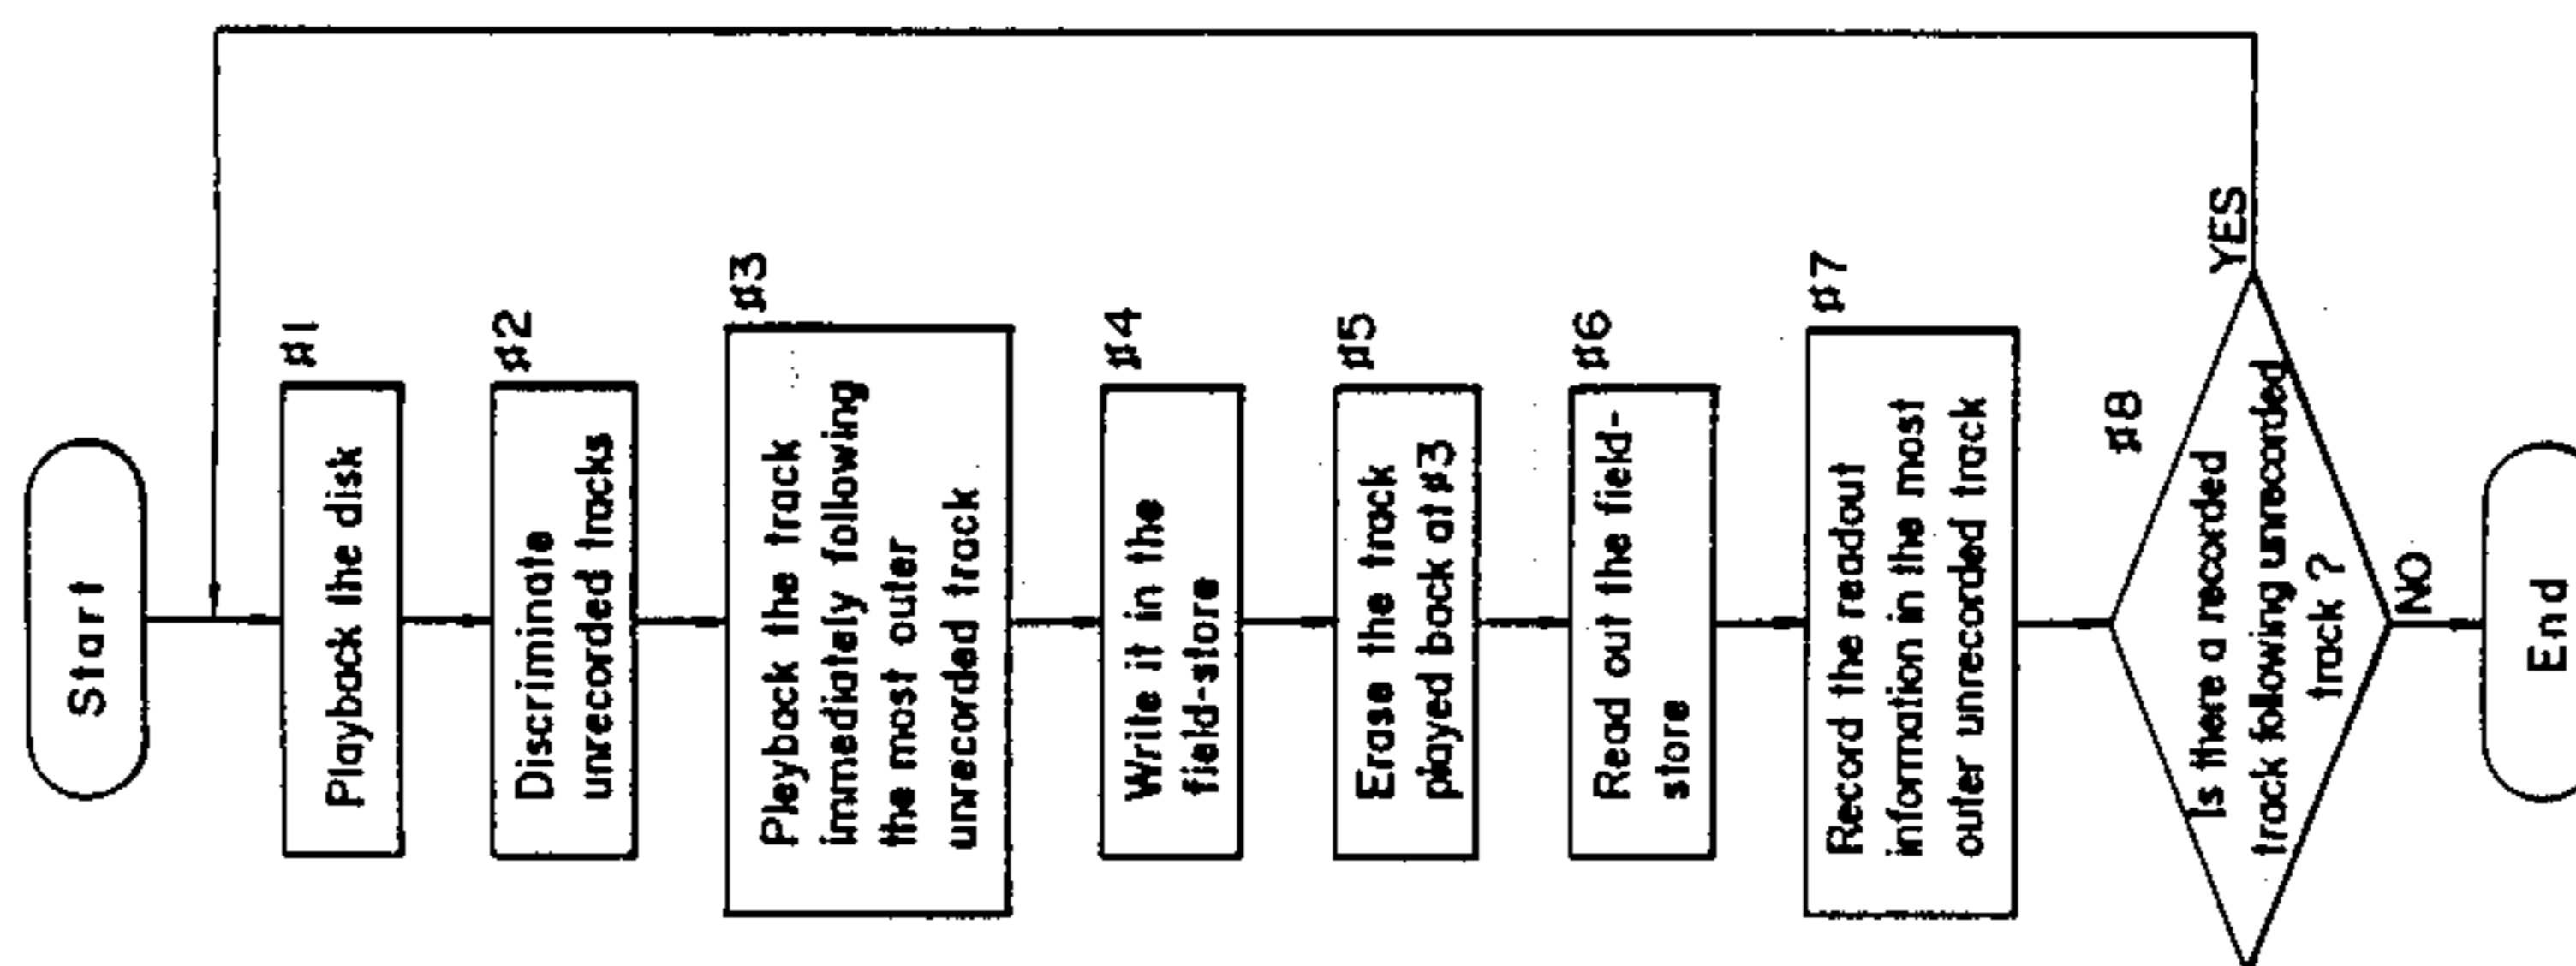 Start
#1
Playback the disk
#2
Discriminate
unrecorded tracks
#3
Pleyback the track
immediately following
the most outer
unrecorded track
#4
Write it in the
field-store
#5
Erase the track
played back at #3
#6
Read out the field-
store
#7
Record the readout
information in the most
outer unrecorded track
#8
Is there a recorded
track following unrecorded
track ?
YES
NO
End